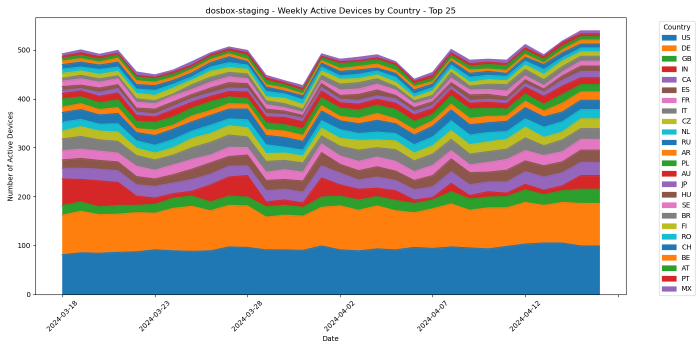 dosbox-staging - Weekly Active Devices by Country - Top 25
Number of Active Devices
500
400
300
200
100
0
2024-03-18
2024-03-23
2024-03-28
2024-04-02
2024-04-07
2024-04-12
Date
Country
US
DE
GB
IN
CA
ES
FR
IT
CZ
NL
RU
AR
PL
AU
JP
HU
SE
BR
FI
RO
CH
BE
AT
PT
MX